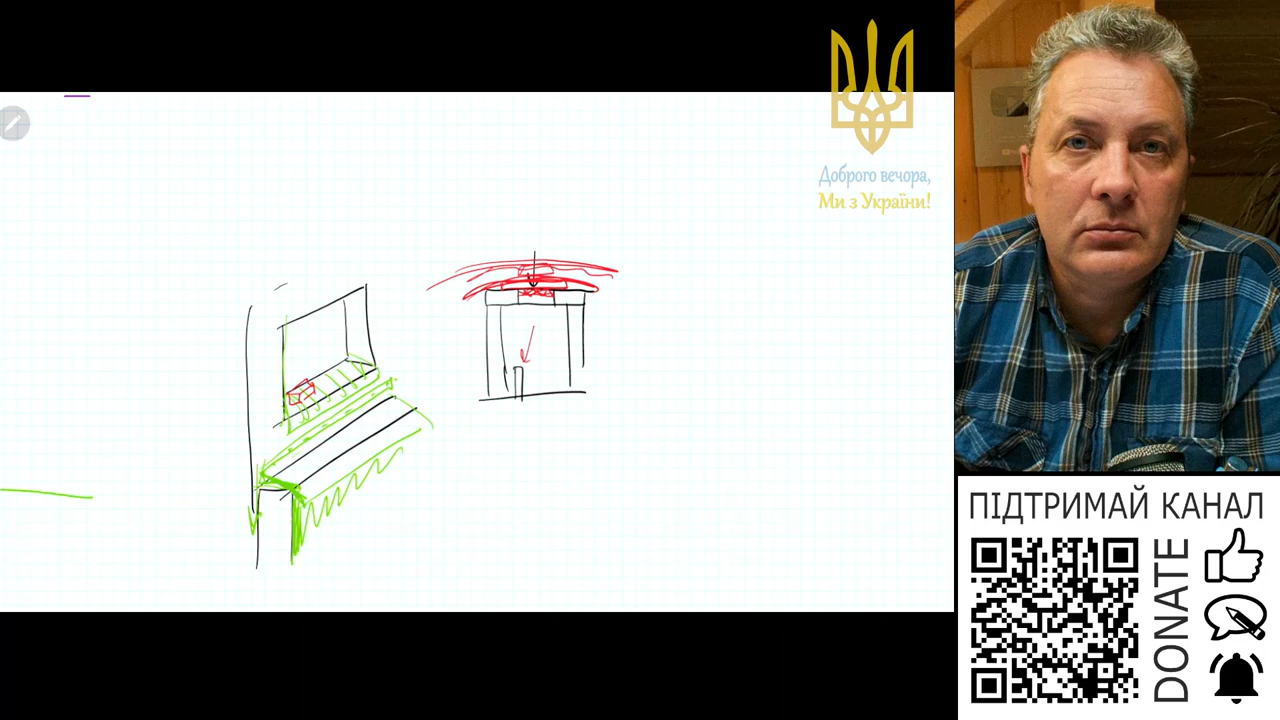 Доброго вечора,
Ми з України!
ПІДТРИМАЙ КАНАЛ
DONATE